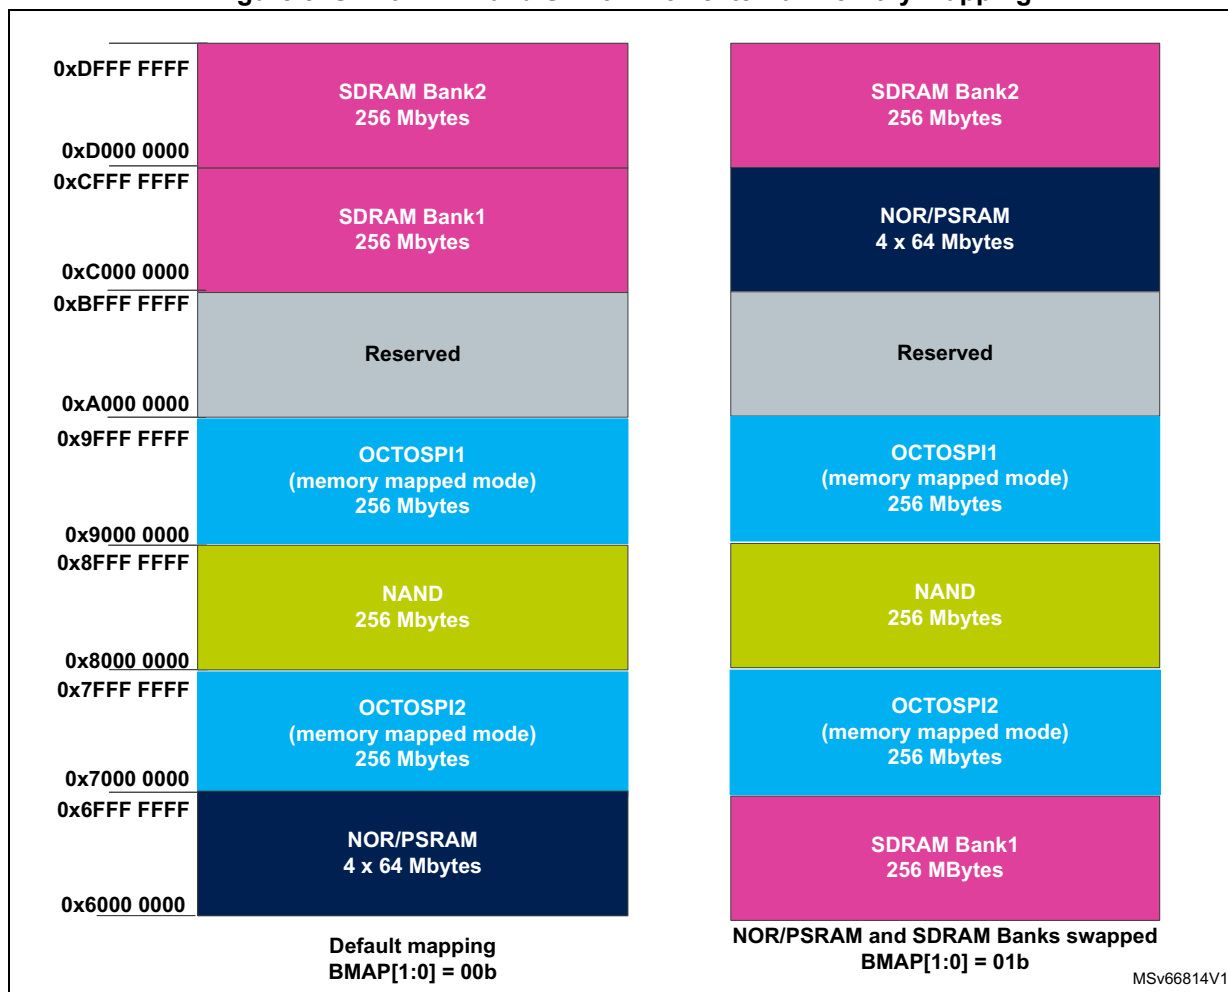 0xDFFF FFFF
SDRAM Bank2
256 Mbytes
SDRAM Bank2
256 Mbytes
0xD000 0000
0xCFFF FFFF
SDRAM Bank1
256 Mbytes
NOR/PSRAM
4 x 64 Mbytes
0xC000 0000
0xBFFF FFFF
Reserved
Reserved
0xA000 0000
0x9FFF FFFF
OCTOSPI1
(memory mapped mode)
256 Mbytes
OCTOSPI1
(memory mapped mode)
256 Mbytes
0x9000 0000
0x8FFF FFFF
NAND
256 Mbytes
NAND
256 Mbytes
0x8000 0000
0x7FFF FFFF
OCTOSPI2
(memory mapped mode)
256 Mbytes
OCTOSPI2
(memory mapped mode)
256 Mbytes
0x7000 0000
0x6FFF FFFF
NOR/PSRAM
4 x 64 Mbytes
SDRAM Bank1
256 MBytes
0x6000 0000
Default mapping
BMAP[1:0] = 00b
NOR/PSRAM and SDRAM Banks swapped
BMAP[1:0] = 01b
MSv66814V1